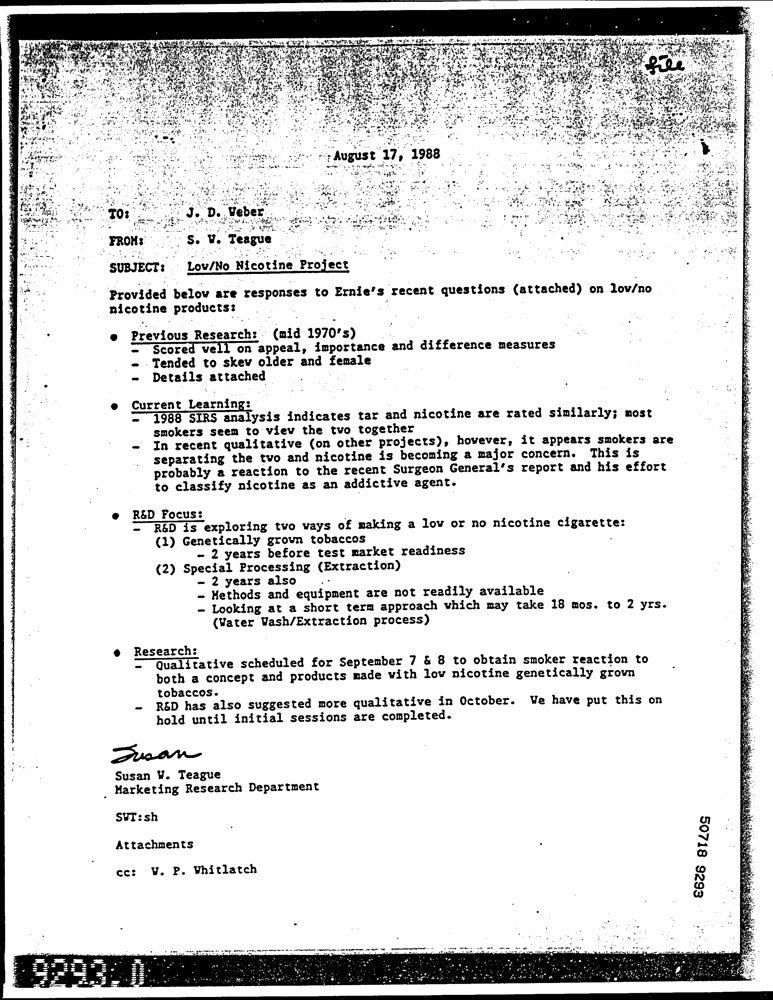 file
August 17, 1988
TO: J. D. Weber
FROM: S. W. Teague
SUBJECT: Low/No Nicotine Project
Provided below are responses to Ernie's recent questions (attached) on low/no
nicotine products:
● Previous Research: (mid 1970's)
- Scored well on appeal, importance and difference measures
- Tended to skew older and female
- Details attached
● Current Learning:
- 1988 SIRS analysis indicates tar and nicotine are rated similarly; most
smokers seem to view the two together
- In recent qualitative (on other projects), however, it appears smokers are
separating the two and nicotine is becoming a major concern. This is
probably a reaction to the recent Surgeon General's report and his effort
to classify nicotine as an addictive agent.
● R&D Focus:
- R&D is exploring two ways of making a low or no nicotine cigarette:
(1) Genetically grown tobaccos
- 2 years before test market readiness
(2) Special Processing (Extraction)
- 2 years also
- Methods and equipment are not readily available
- Looking at a short term approach which may take 18 mos. to 2 yrs.
(Water Wash/Extraction process)
● Research:
- Qualitative scheduled for September 7 & 8 to obtain smoker reaction to
both a concept and products made with low nicotine genetically grown
tobaccos.
- R&D has also suggested more qualitative in October. We have put this on
hold until initial sessions are completed.
Susan
Susan W. Teague
Marketing Research Department
SWT:sh
Attachments
cc: W. P. Whitlatch
50718 9293
9293.0